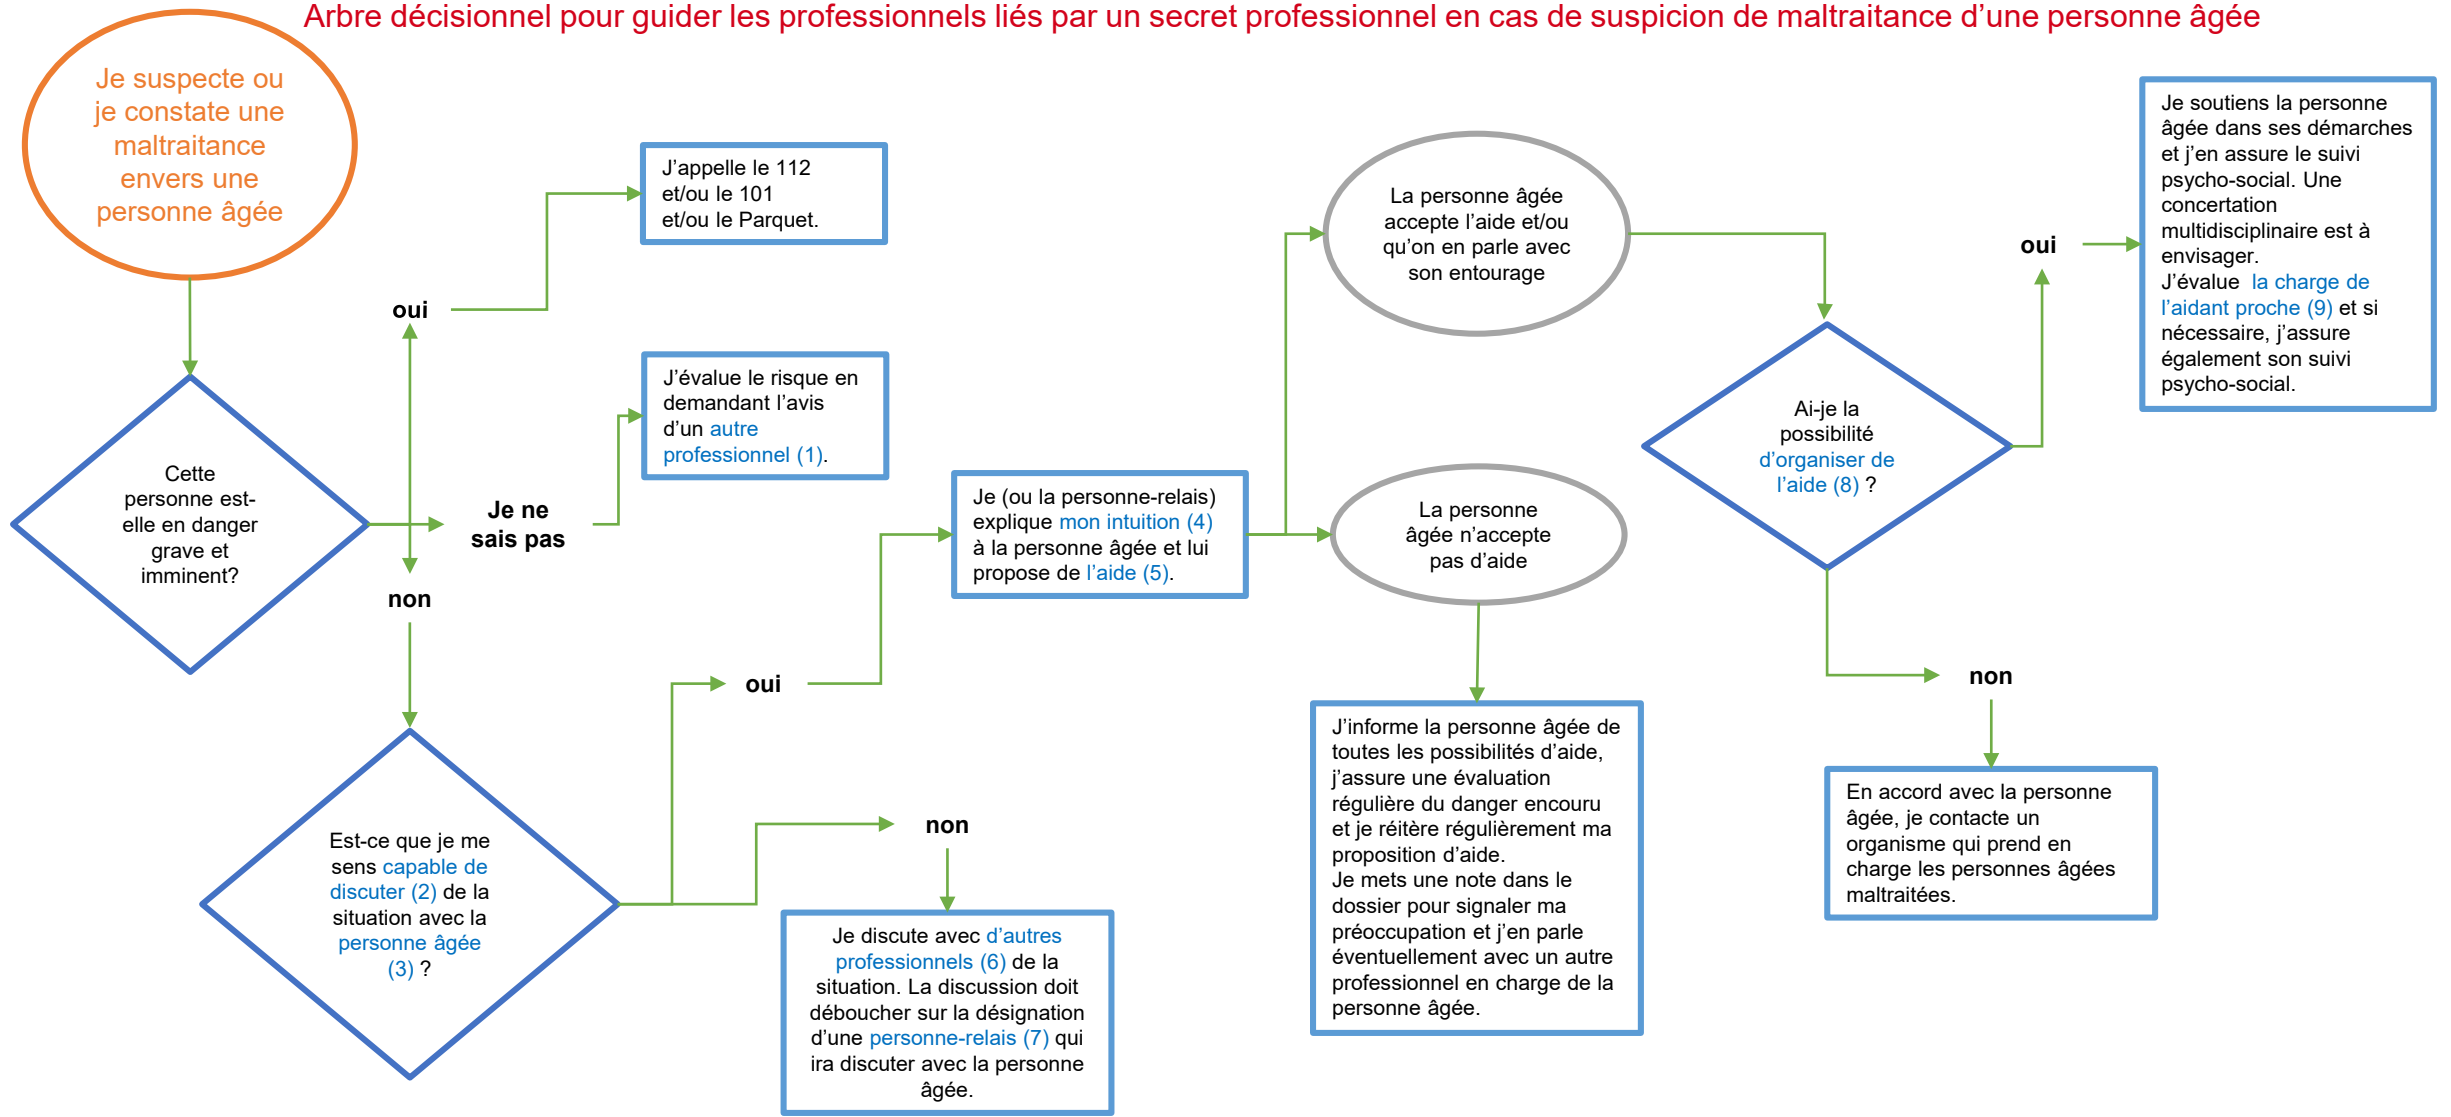 Arbre décisionnel pour guider les professionnels liés par un secret professionnel en cas de suspicion de maltraitance d’une personne âgée
Je suspecte ou
je constate une
maltraitance
envers une
personne âgée
Cette
personne est-
elle en danger
grave et
imminent?
oui
J’appelle le 112
et/ou le 101
et/ou le Parquet.
Je ne
sais pas
J’évalue le risque en
demandant l’avis
d’un autre
professionnel (1).
non
Est-ce que je me
sens capable de
discuter (2) de la
situation avec la
personne âgée
(3) ?
oui
Je (ou la personne-relais)
explique mon intuition (4)
à la personne âgée et lui
propose de l’aide (5).
non
Je discute avec d’autres
professionnels (6) de la
situation. La discussion doit
déboucher sur la désignation
d’une personne-relais (7) qui
ira discuter avec la personne
âgée.
La personne âgée
accepte l’aide et/ou
qu’on en parle avec
son entourage
La personne
âgée n’accepte
pas d’aide
J’informe la personne âgée de
toutes les possibilités d’aide,
j’assure une évaluation
régulière du danger encouru
et je réitère régulièrement ma
proposition d’aide.
Je mets une note dans le
dossier pour signaler ma
préoccupation et j’en parle
éventuellement avec un autre
professionnel en charge de la
personne âgée.
Ai-je la
possibilité
d’organiser de
l’aide (8) ?
oui
Je soutiens la personne
âgée dans ses démarches
et j’en assure le suivi
psycho-social. Une
concertation
multidisciplinaire est à
envisager.
J’évalue la charge de
l’aidant proche (9) et si
nécessaire, j’assure
également son suivi
psycho-social.
non
En accord avec la personne
âgée, je contacte un
organisme qui prend en
charge les personnes âgées
maltraitées.